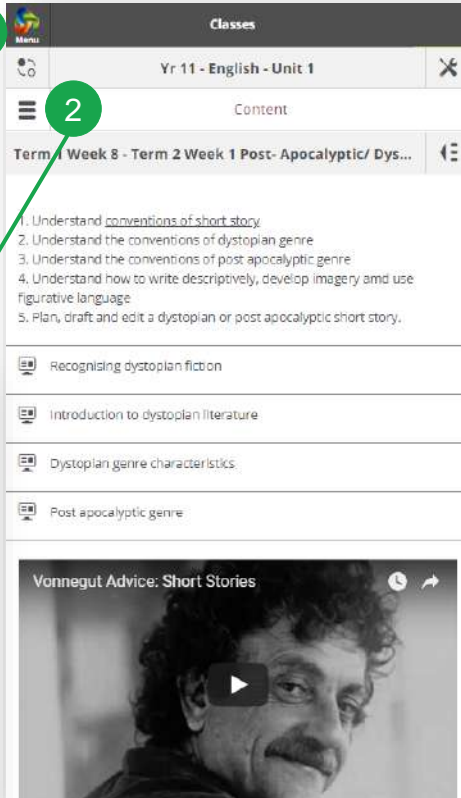 Classes
Menu
Yr 11 - English - Unit 1
2
Content
Term 1 Week 8 - Term 2 Week 1 Post- Apocalyptic/ Dys...
1. Understand conventions of short story
2. Understand the conventions of dystopian genre
3. Understand the conventions of post apocalyptic genre
4. Understand how to write descriptively, develop imagery amd use
figurative language
5. Plan, draft and edit a dystopian or post apocalyptic short story.
Recognising dystopian fiction
Introduction to dystopian literature
Dystopian genre characteristics
Post apocalyptic genre
Vonnegut Advice: Short Stories